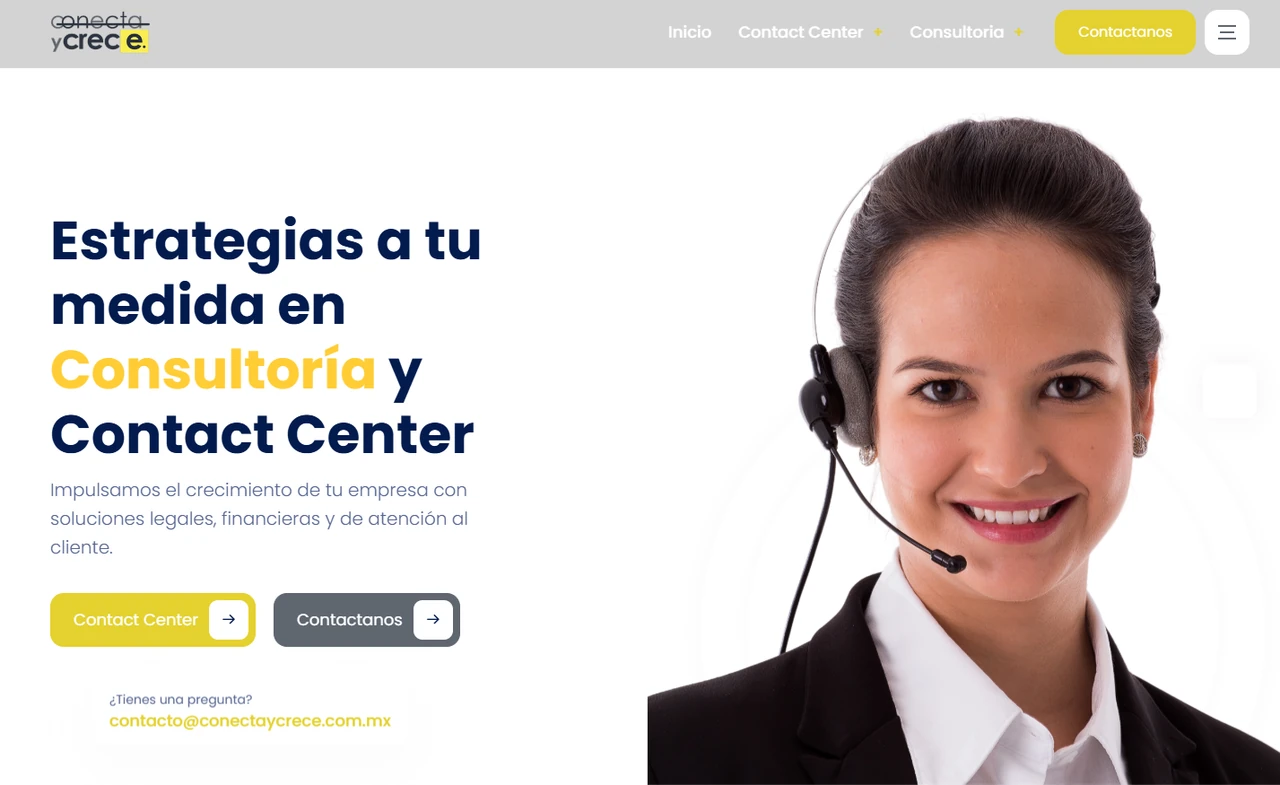 conecta
y crece.
Inicio
Contact Center +
Consultoria +
Contactanos
Estrategias a tu
medida en
Consultoría y
Contact Center
Impulsamos el crecimiento de tu empresa con
soluciones legales, financieras y de atención al
cliente.
Contact Center
Contactanos
¿Tienes una pregunta?
contacto@conectaycrece.com.mx